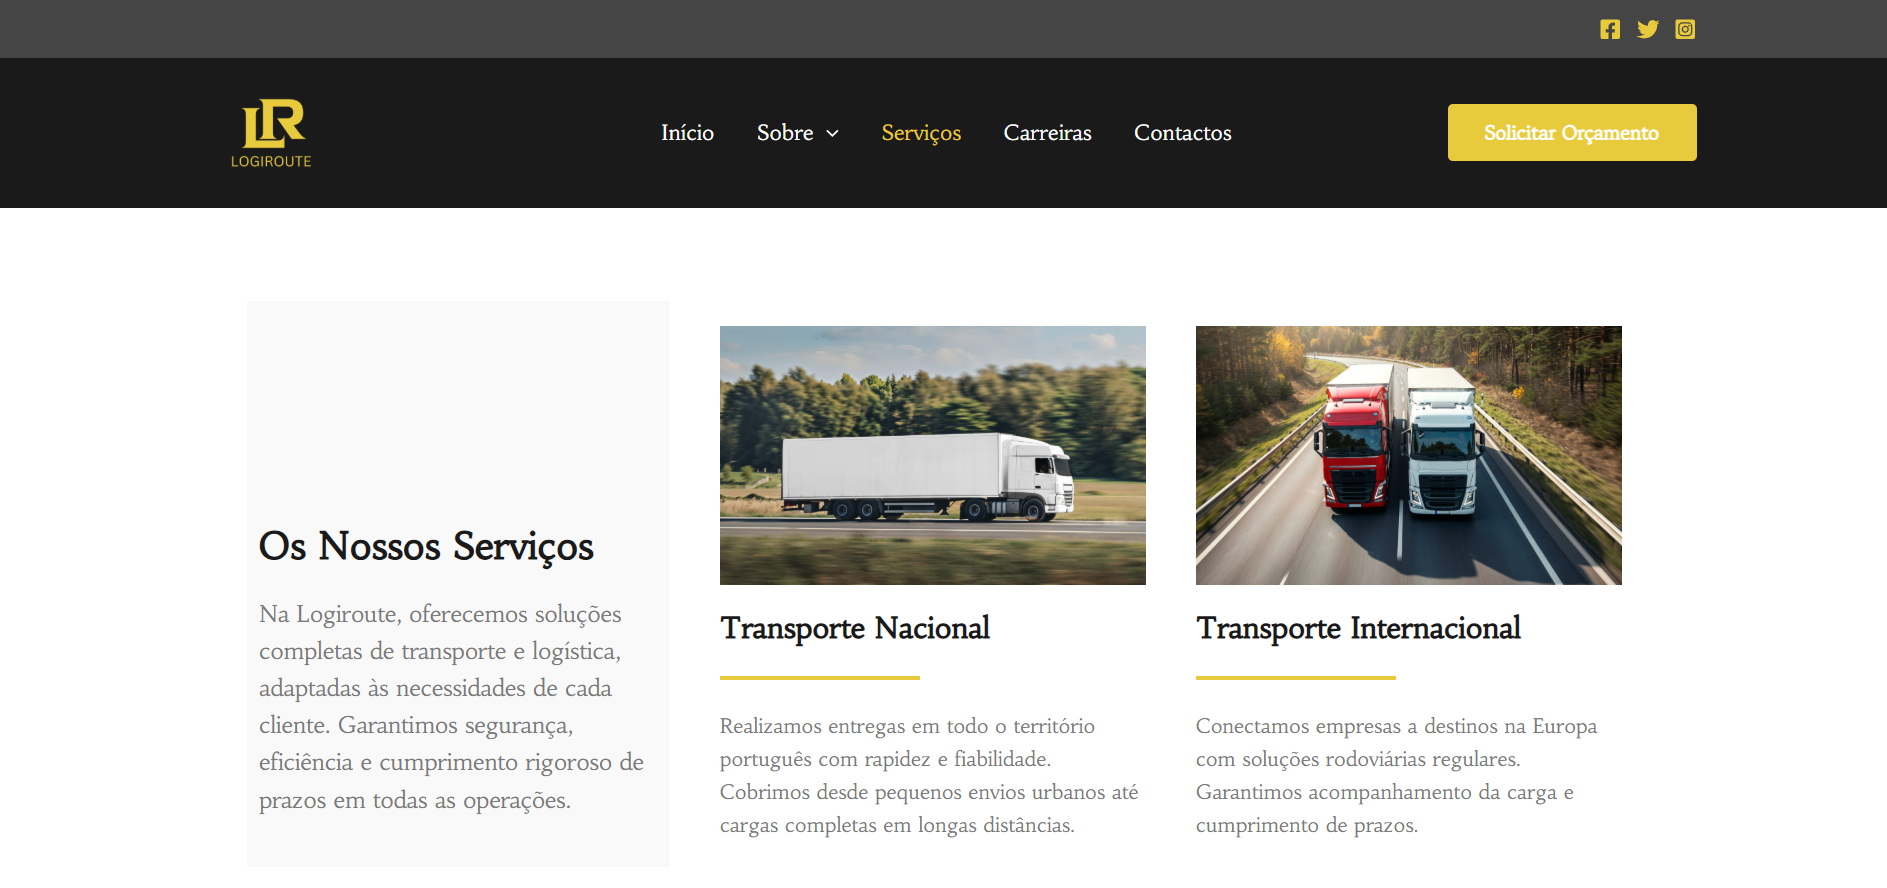 LR
LOGIROUTE
Início
Sobre
Serviços
Carreiras
Contactos
Solicitar Orçamento
Os Nossos Serviços
Na Logiroute, oferecemos soluções
completas de transporte e logística,
adaptadas às necessidades de cada
cliente. Garantimos segurança,
eficiência e cumprimento rigoroso de
prazos em todas as operações.
Transporte Nacional
Realizamos entregas em todo o território
português com rapidez e fiabilidade.
Cobrimos desde pequenos envios urbanos até
cargas completas em longas distâncias.
Transporte Internacional
Conectamos empresas a destinos na Europa
com soluções rodoviárias regulares.
Garantimos acompanhamento da carga e
cumprimento de prazos.